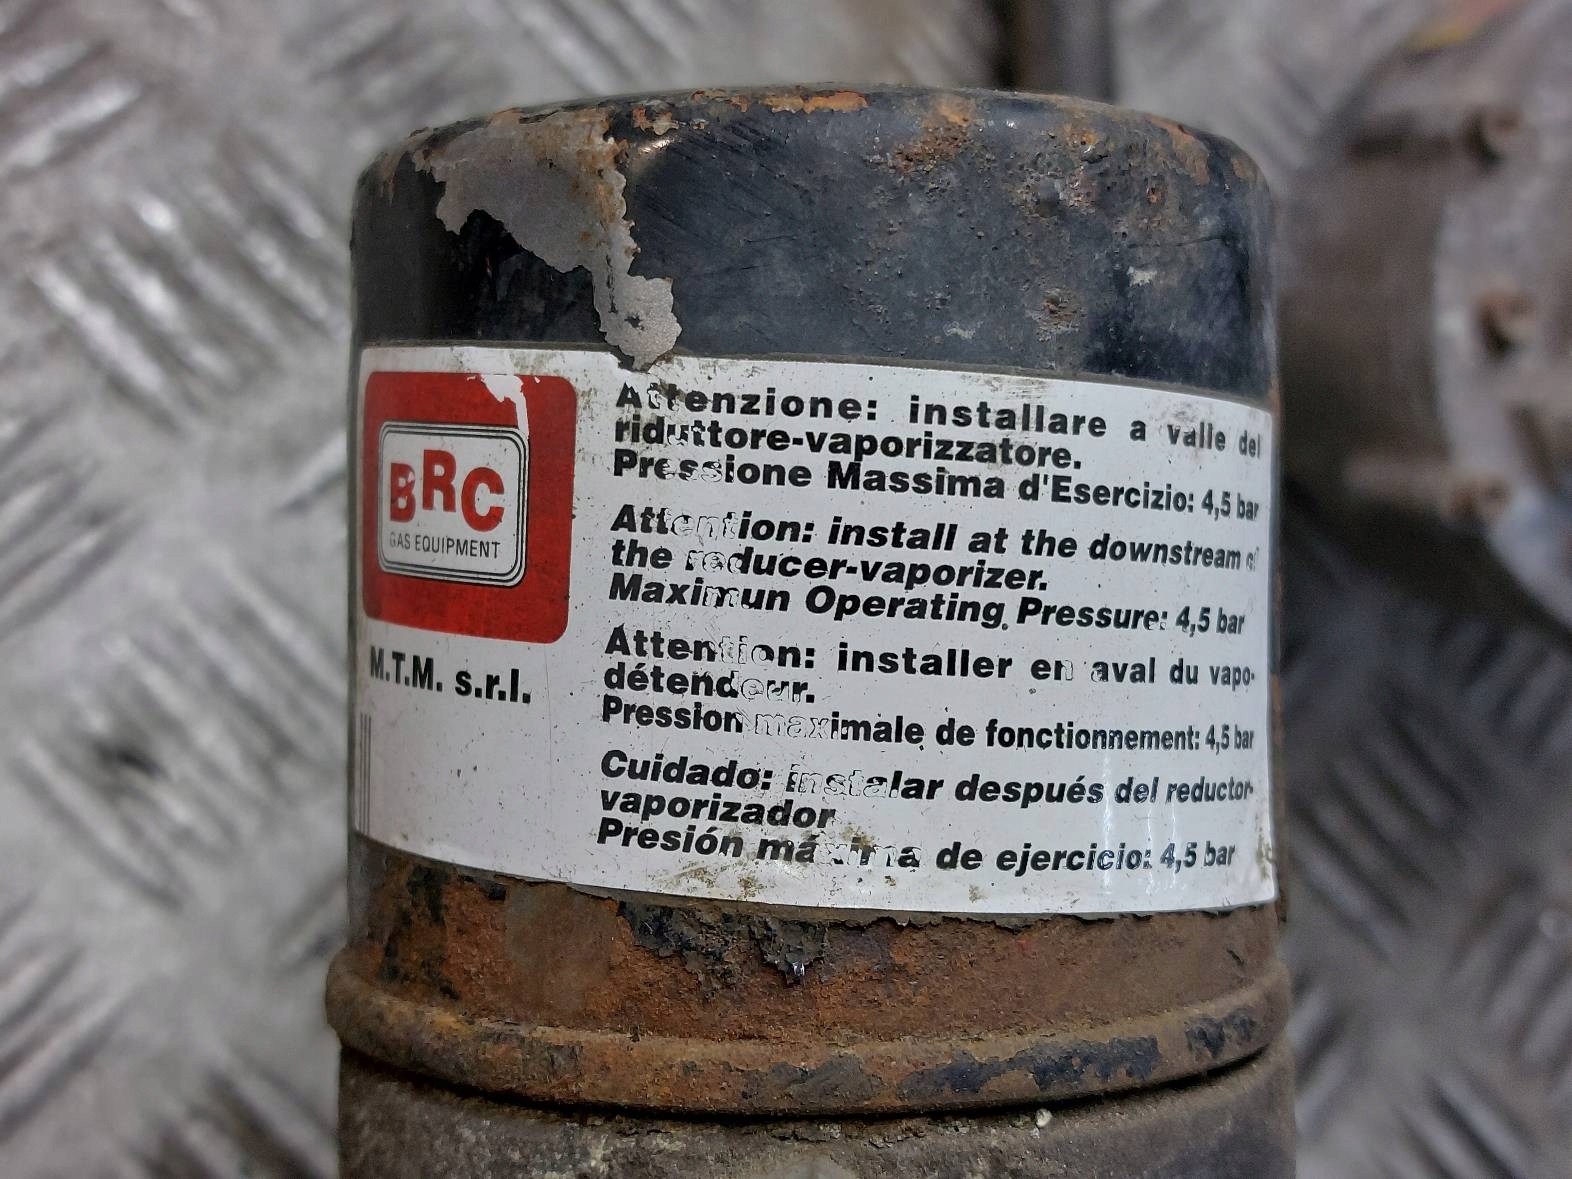 BRC
GAS EQUIPMENT
M.T.M. s.r.l.
Attenzione: installare a valle del
riduttore-vaporizzatore.
Pressione Massima d'Esercizio: 4,5 bar
Attention: install at the downstream of
the reducer-vaporizer.
Maximun Operating Pressure: 4,5 bar
Attention: installer en aval du vapo-
détendeur.
Pression maximale de fonctionnement: 4,5 bar
Cuidado: instalar después del reductor-
vaporizador
Presión máxima de ejercicio: 4,5 bar